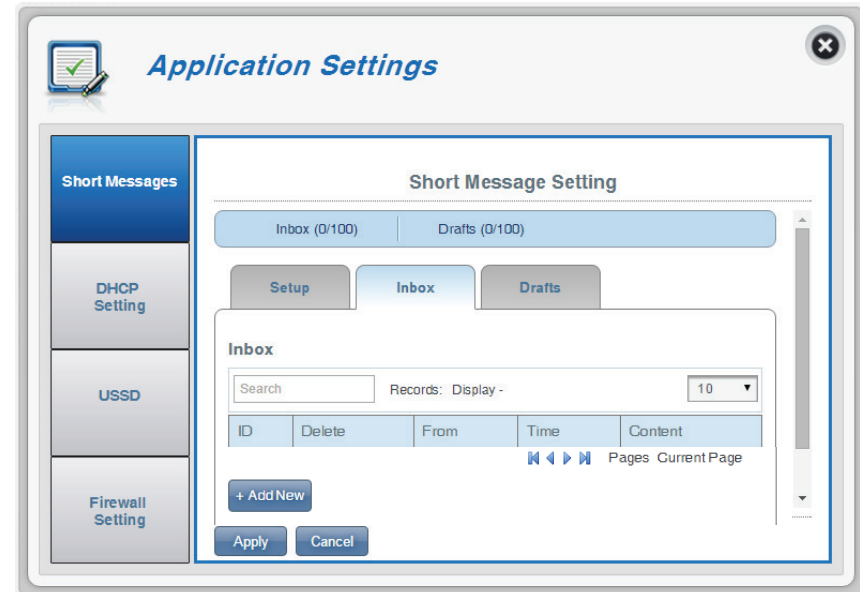 Application Settings
Short Messages
DHCP
Setting
USSD
Firewall
Setting
Short Message Setting
Inbox (0/100) Drafts (0/100)
Setup Inbox Drafts
Inbox
Search Records: Display - 10
ID Delete From Time Content
Pages Current Page
+ Add New
Apply Cancel